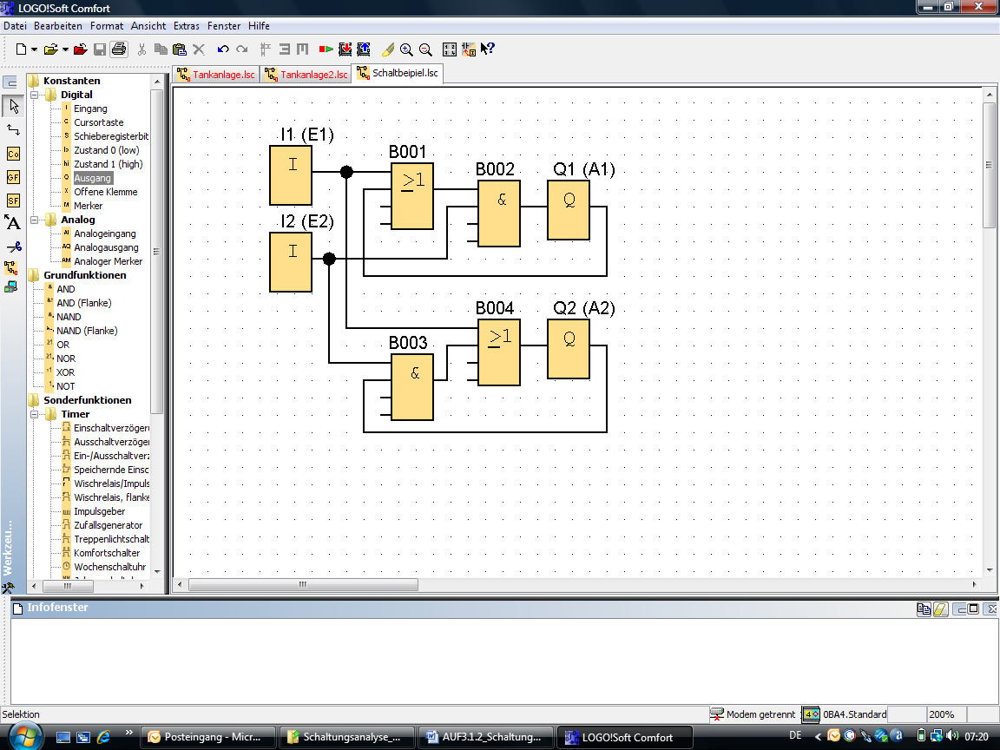 LOGO!Soft Comfort
Datei Bearbeiten Format Ansicht Extras Fenster Hilfe
Tankanlage.lsc Tankanlage2.lsc Schaltbeipiel.lsc
Konstanten
Digital
Eingang
Cursortaste
Schieberegisterbit
Zustand 0 (low)
Zustand 1 (high)
Ausgang
Offene Klemme
Merker
Analog
Analogeingang
Analogausgang
Analoger Merker
Grundfunktionen
AND
AND (Flanke)
NAND
NAND (Flanke)
OR
NOR
XOR
NOT
Sonderfunktionen
Timer
Einschaltverzögeru
Ausschaltverzöger
Ein-/Ausschaltverz
Speichernde Einsc
Wischrelais/Impuls
Wischrelais, flanke
Impulsgeber
Zufallsgenerator
Treppenlichtschalt
Komfortschalter
Wochenschaltuhr
Werkzeu...
I1 (E1)
I
B001
>1
B002
&
Q1 (A1)
Q
I2 (E2)
I
B004
>1
Q2 (A2)
Q
B003
&
Infofenster
Selektion
Modem getrennt
0BA4.Standard
200%
Posteingang - Micr...
Schaltungsanalyse_...
AUF3.1.2_Schaltung...
LOGO!Soft Comfort
DE
07:20